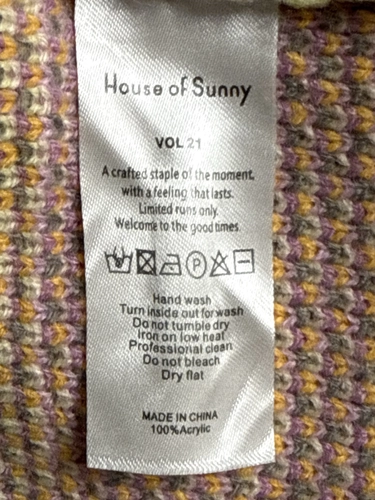 House of Sunny
VOL 21
A crafted staple of the moment,
with a feeling that lasts.
Limited runs only.
Welcome to the good times.
P
Hand wash
Turn inside out for wash
Do not tumble dry
Iron on low heat
Professional clean
Do not bleach
Dry flat
MADE IN CHINA
100%Acrylic